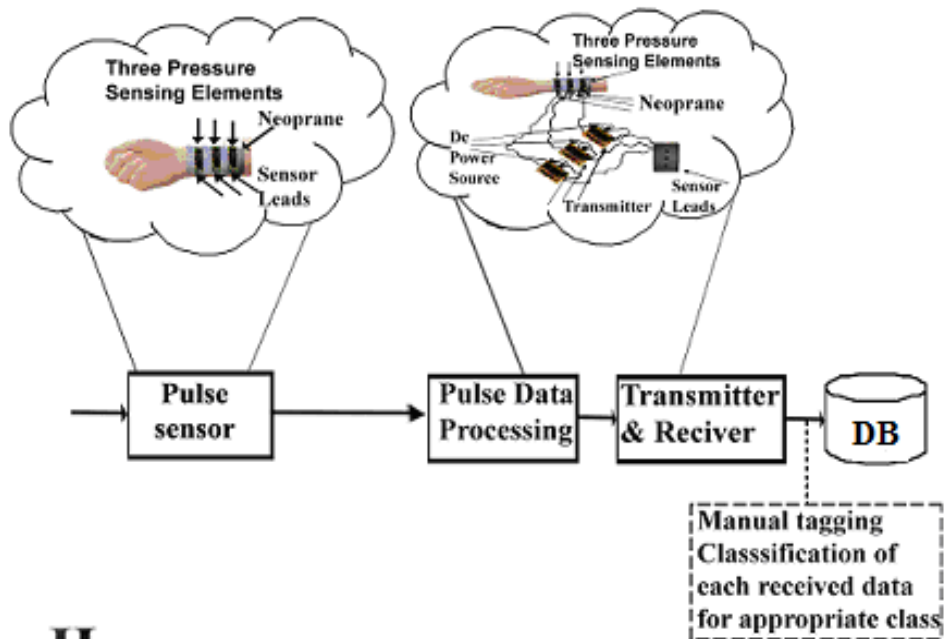 Three Pressure
Sensing Elements
Neoprane
Sensor
Leads
Three Pressure
Sensing Elements
Neoprane
Dc
Power
Source
Transmitter
Sensor
Leads
Pulse
sensor
Pulse Data
Processing
Transmitter
& Reciver
DB
Manual tagging
Classsification of
each received data
for appropriate class